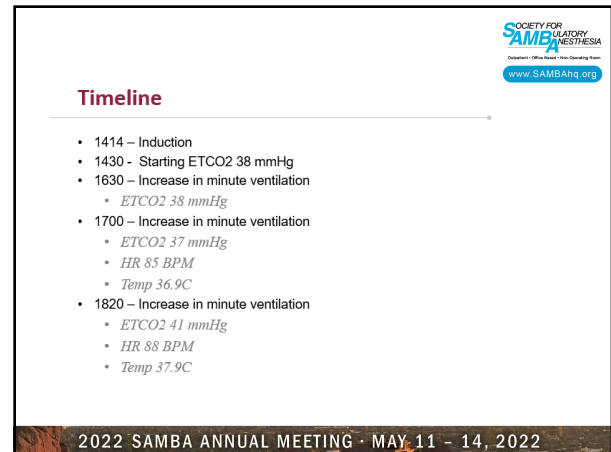 SOCIETY FOR
AMBULATORY
ANESTHESIA
Outpatient • Office Based • Non-Operating Room
www.SAMBAhq.org
Timeline
• 1414 – Induction
• 1430 - Starting ETCO2 38 mmHg
• 1630 – Increase in minute ventilation
• ETCO2 38 mmHg
• 1700 – Increase in minute ventilation
• ETCO2 37 mmHg
• HR 85 BPM
• Temp 36.9C
• 1820 – Increase in minute ventilation
• ETCO2 41 mmHg
• HR 88 BPM
• Temp 37.9C
2022 SAMBA ANNUAL MEETING · MAY 11 – 14, 2022